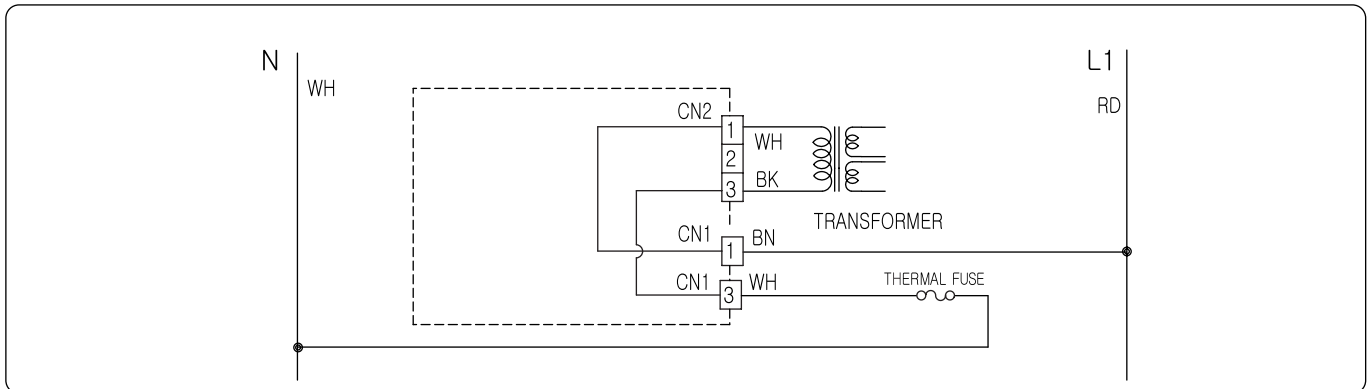 N
L1
WH
RD
CN2
1
WH
2
3
BK
TRANSFORMER
CN1
1
BN
CN1
3
WH
THERMAL FUSE